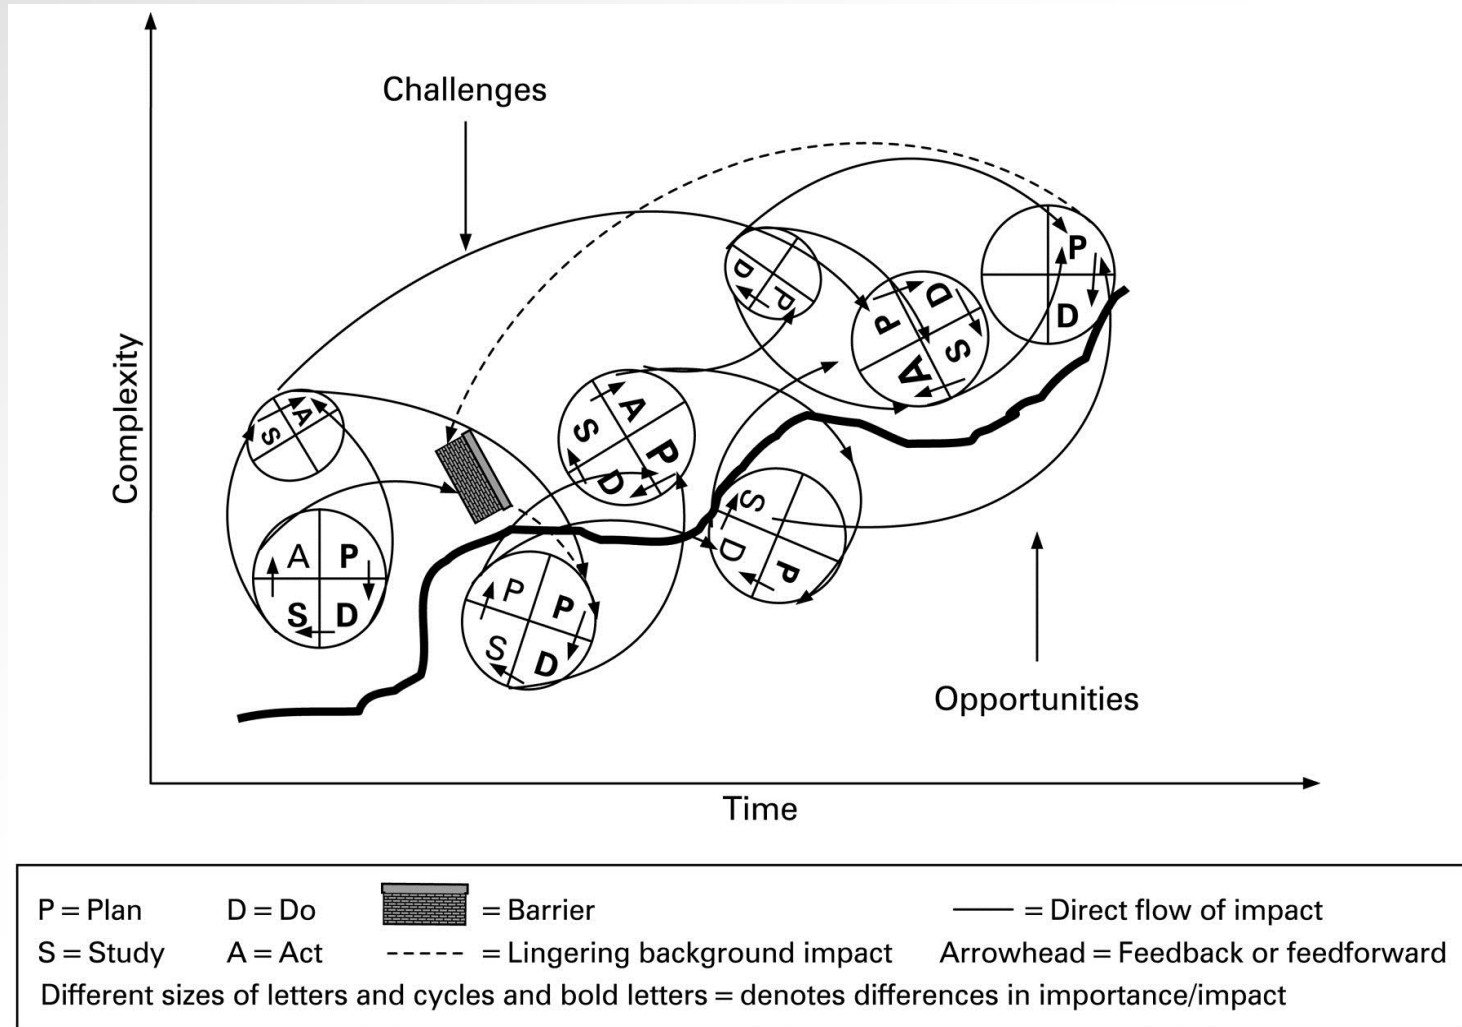 Challenges
Complexity
D
P
P
D
S
A
P
D
S
A
A
P
S
D
S
A
P
D
S
P
P
S
D
S
D
P
Opportunities
Time
P = Plan D = Do = Barrier = Direct flow of impact
S = Study A = Act = Lingering background impact Arrowhead = Feedback or feedforward
Different sizes of letters and cycles and bold letters = denotes differences in importance/impact